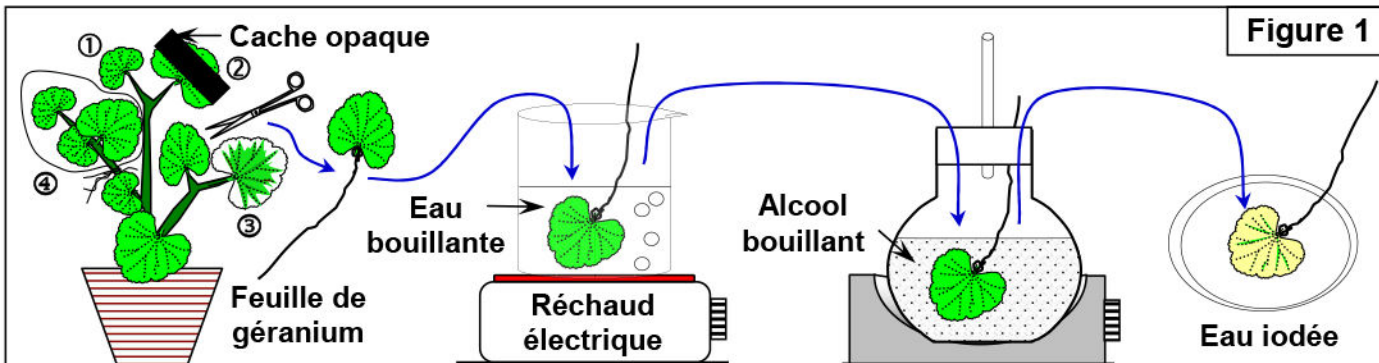 Figure 1
①
Cache opaque
②
④
③
Feuille de
géranium
Eau
bouillante
Réchaud
électrique
Alcool
bouillant
Eau iodée